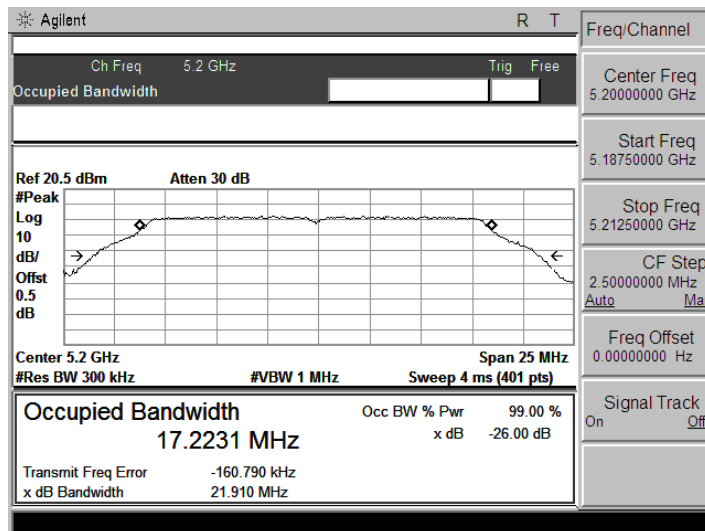 Agilent R T
Freq/Channel
Ch Freq 5.2 GHz Trig Free
Occupied Bandwidth
Center Freq
5.20000000 GHz
Start Freq
5.18750000 GHz
Stop Freq
5.21250000 GHz
CF Step
2.50000000 MHz
Auto Ma
Freq Offset
0.00000000 Hz
Signal Track
On Off
Ref 20.5 dBm Atten 30 dB
#Peak
Log
10
dB/
Offst
0.5
dB
Center 5.2 GHz Span 25 MHz
#Res BW 300 kHz #VBW 1 MHz Sweep 4 ms (401 pts)
Occupied Bandwidth Occ BW % Pwr 99.00 %
17.2231 MHz x dB -26.00 dB
Transmit Freq Error -160.790 kHz
x dB Bandwidth 21.910 MHz